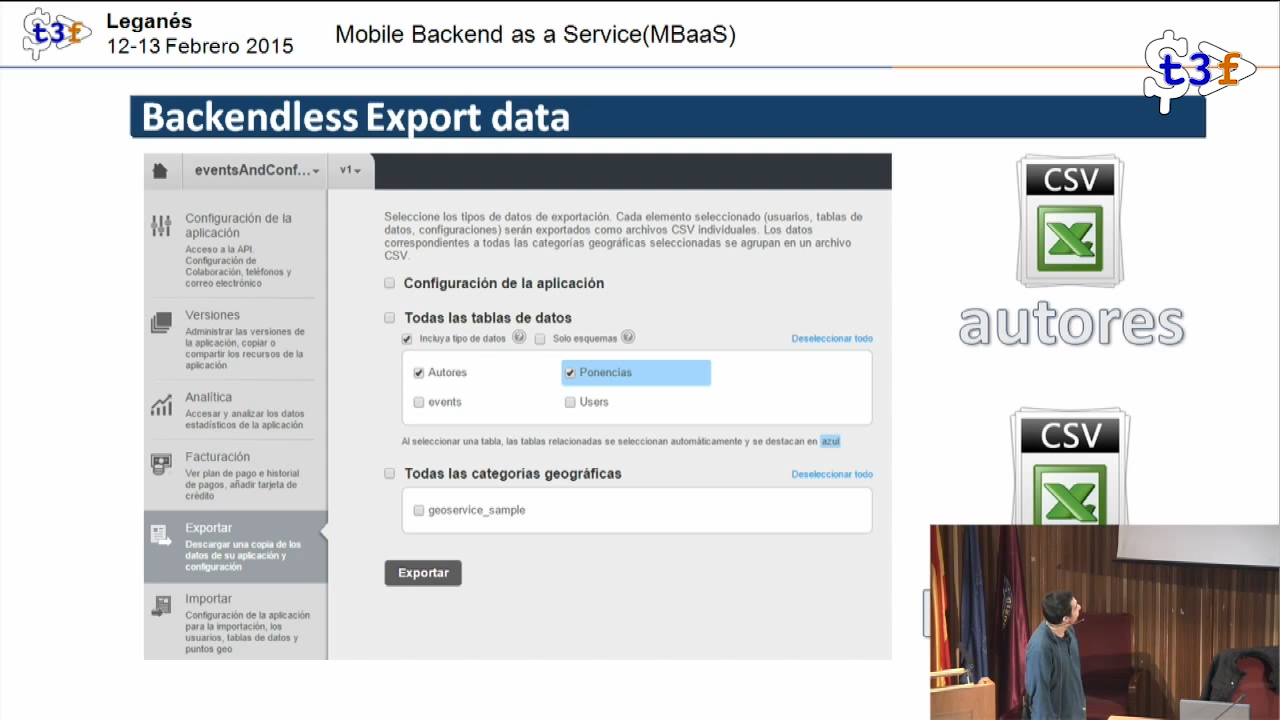 t3f
Leganés
12-13 Febrero 2015
Mobile Backend as a Service(MBaaS)
t3f
Backendless Export data
eventsAndConf...
v1
Configuración de la
aplicación
Acceso a la API.
Configuración de
Colaboración, teléfonos y
correo electrónico
Versiones
Administrar las versiones de
la aplicación, copiar o
compartir los recursos de la
aplicación
Analítica
Accesar y analizar los datos
estadísticos de la aplicación
Facturación
Ver plan de pago e historial
de pagos, añadir tarjeta de
crédito
Exportar
Descargar una copia de los
datos de su aplicación y
configuración
Importar
Configuración de la aplicación
para la importación, los
usuarios, tablas de datos y
puntos geo
Seleccione los tipos de datos de exportación. Cada elemento seleccionado (usuarios, tablas de
datos, configuraciones) serán exportados como archivos CSV individuales. Los datos
correspondientes a todas las categorías geográficas seleccionadas se agrupan en un archivo
CSV.
Configuración de la aplicación
Todas las tablas de datos
Incluya tipo de datos ? Solo esquemas ? Deseleccionar todo
Autores Ponencias
events Users
Al seleccionar una tabla, las tablas relacionadas se seleccionan automáticamente y se destacan en azul
Todas las categorías geográficas Deseleccionar todo
geoservice_sample
Exportar
CSV
autores
CSV